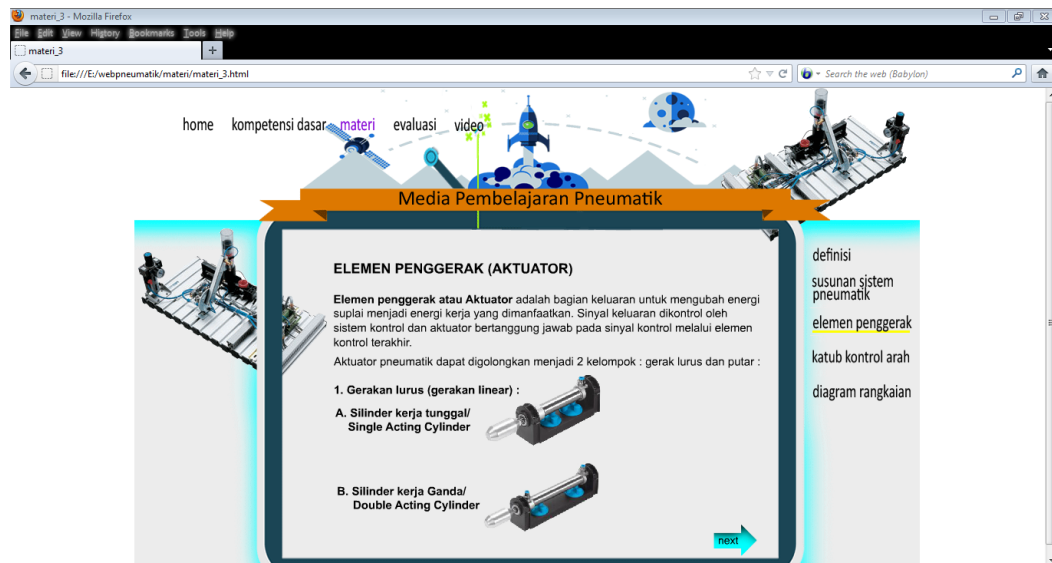 materi_3 - Mozilla Firefox
File Edit View History Bookmarks Tools Help
materi_3
+
file:///E:/webpneumatik/materi/materi_3.html
Search the web (Babylon)
home kompetensi dasar materi evaluasi video
Media Pembelajaran Pneumatik
ELEMEN PENGGERAK (AKTUATOR)
Elemen penggerak atau Aktuator adalah bagian keluaran untuk mengubah energi
suplai menjadi energi kerja yang dimanfaatkan. Sinyal keluaran dikontrol oleh
sistem kontrol dan aktuator bertanggung jawab pada sinyal kontrol melalui elemen
kontrol terakhir.
Aktuator pneumatik dapat digolongkan menjadi 2 kelompok : gerak lurus dan putar :
1. Gerakan lurus (gerakan linear) :
A. Silinder kerja tunggal/
Single Acting Cylinder
B. Silinder kerja Ganda/
Double Acting Cylinder
next
definisi
susunan sistem
pneumatik
elemen penggerak
katub kontrol arah
diagram rangkaian